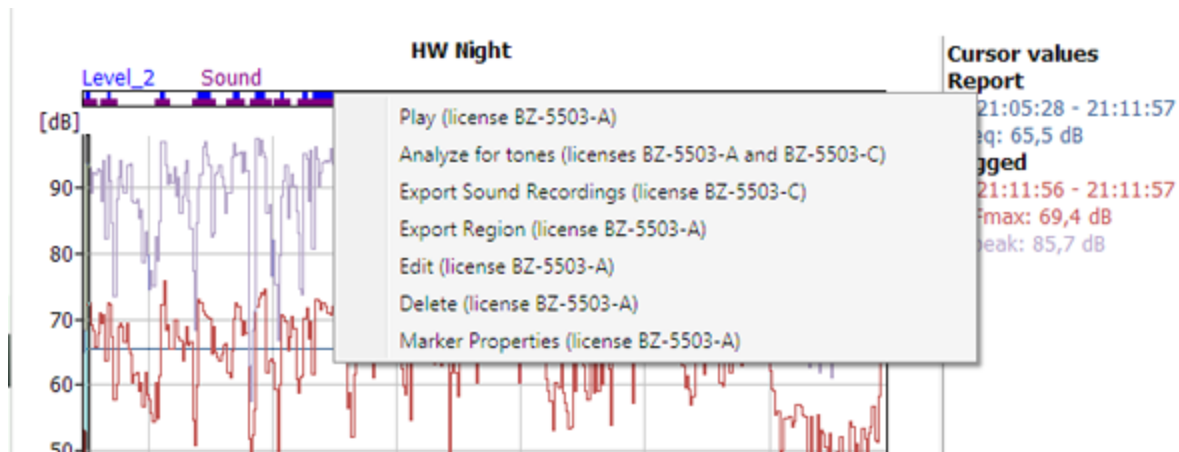 HW Night
Level_2 Sound
[dB]
90
80
70
60
50
Play (license BZ-5503-A)
Analyze for tones (licenses BZ-5503-A and BZ-5503-C)
Export Sound Recordings (license BZ-5503-C)
Export Region (license BZ-5503-A)
Edit (license BZ-5503-A)
Delete (license BZ-5503-A)
Marker Properties (license BZ-5503-A)
Cursor values
Report
21:05:28 - 21:11:57
eq: 65,5 dB
gged
21:11:56 - 21:11:57
Fmax: 69,4 dB
eak: 85,7 dB